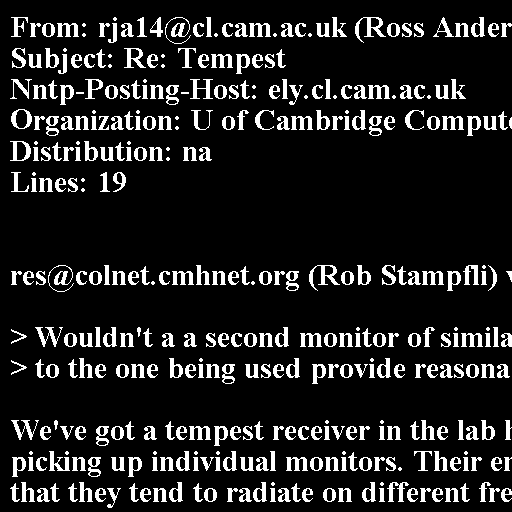 From: rja14@cl.cam.ac.uk (Ross Ander
Subject: Re: Tempest
Nntp-Posting-Host: ely.cl.cam.ac.uk
Organization: U of Cambridge Compute
Distribution: na
Lines: 19
res@colnet.cmhnet.org (Rob Stampfli)
> Wouldn't a a second monitor of simila
> to the one being used provide reasona
We've got a tempest receiver in the lab h
picking up individual monitors. Their en
that they tend to radiate on different fre